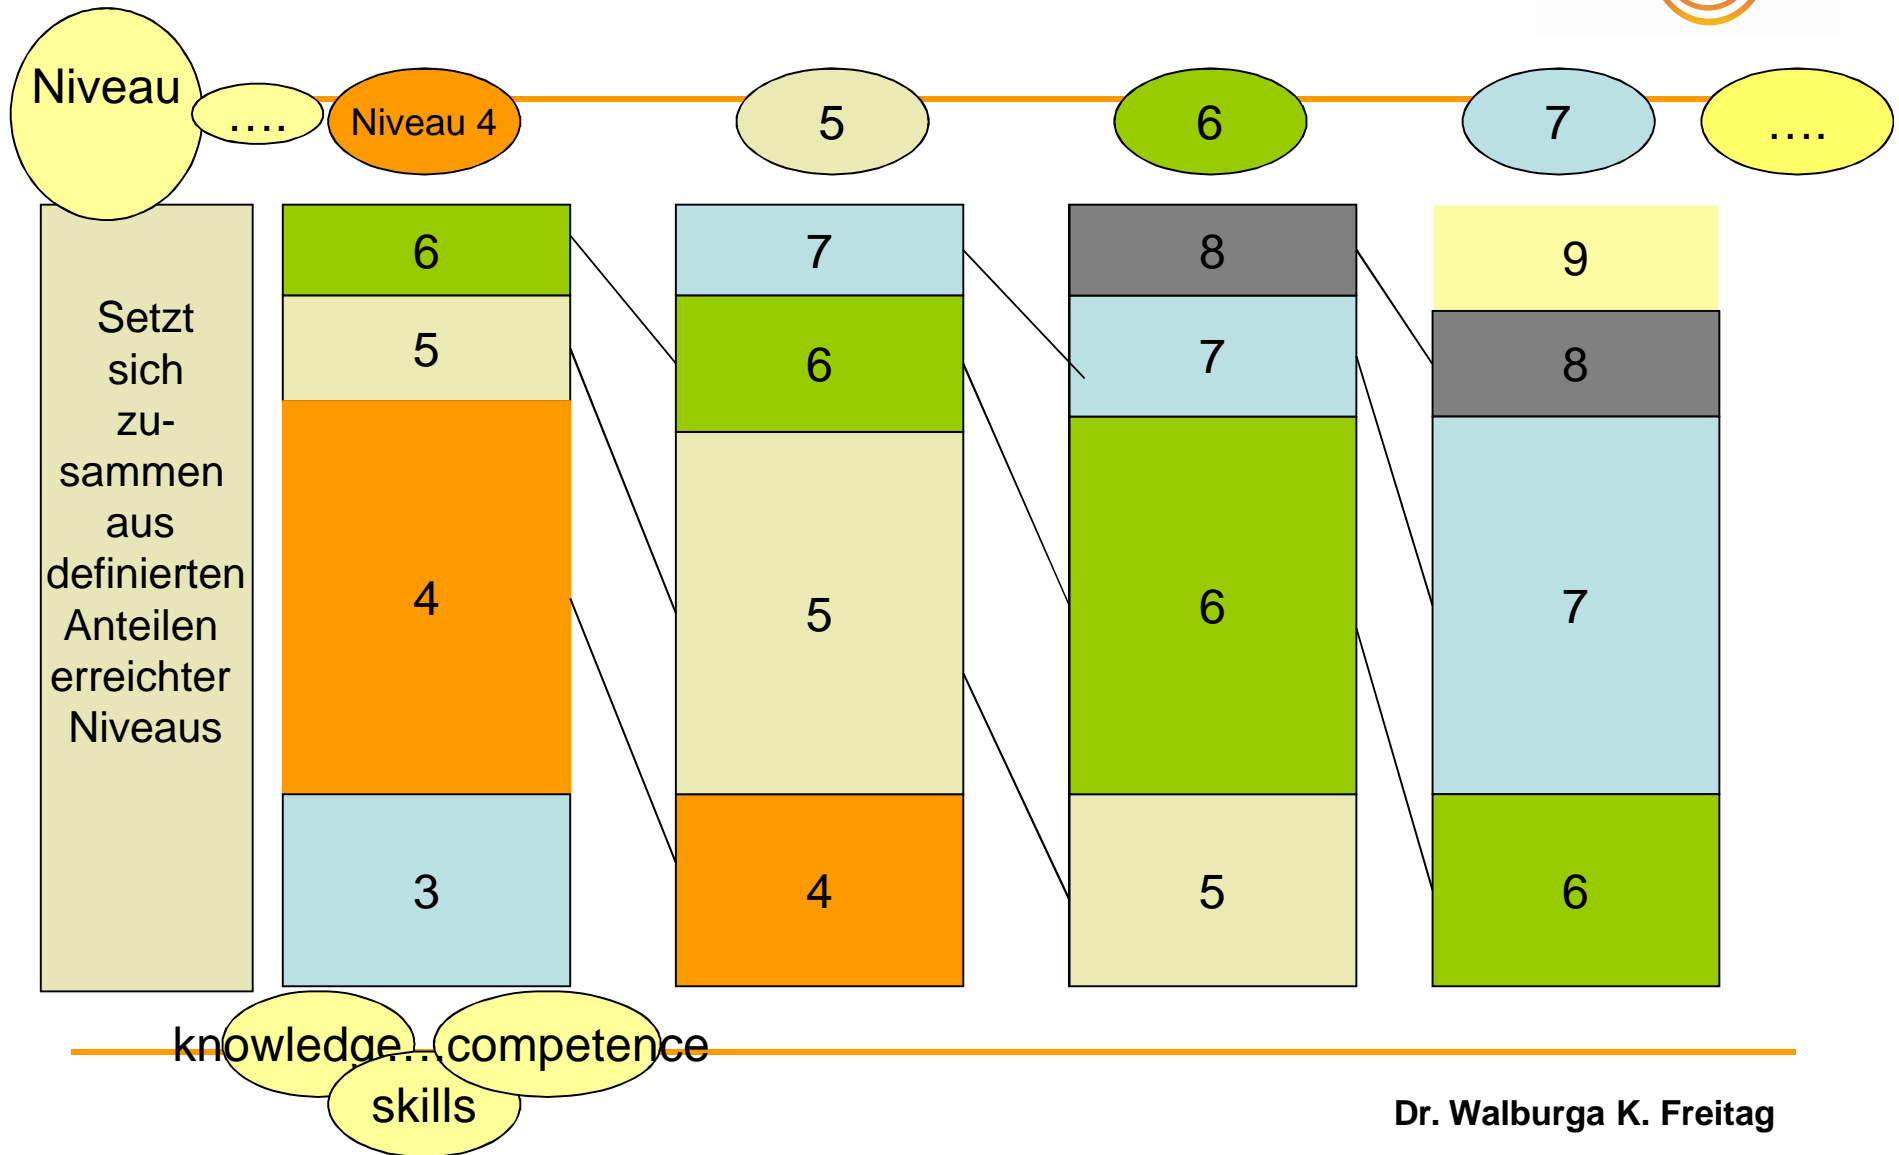 Niveau
....
Niveau 4
5
6
7
....
Setzt
sich
zu-
sammen
aus
definierten
Anteilen
erreichter
Niveaus
6
5
4
3
7
6
5
4
8
7
6
5
9
8
7
6
knowledge...competence
skills
Dr. Walburga K. Freitag